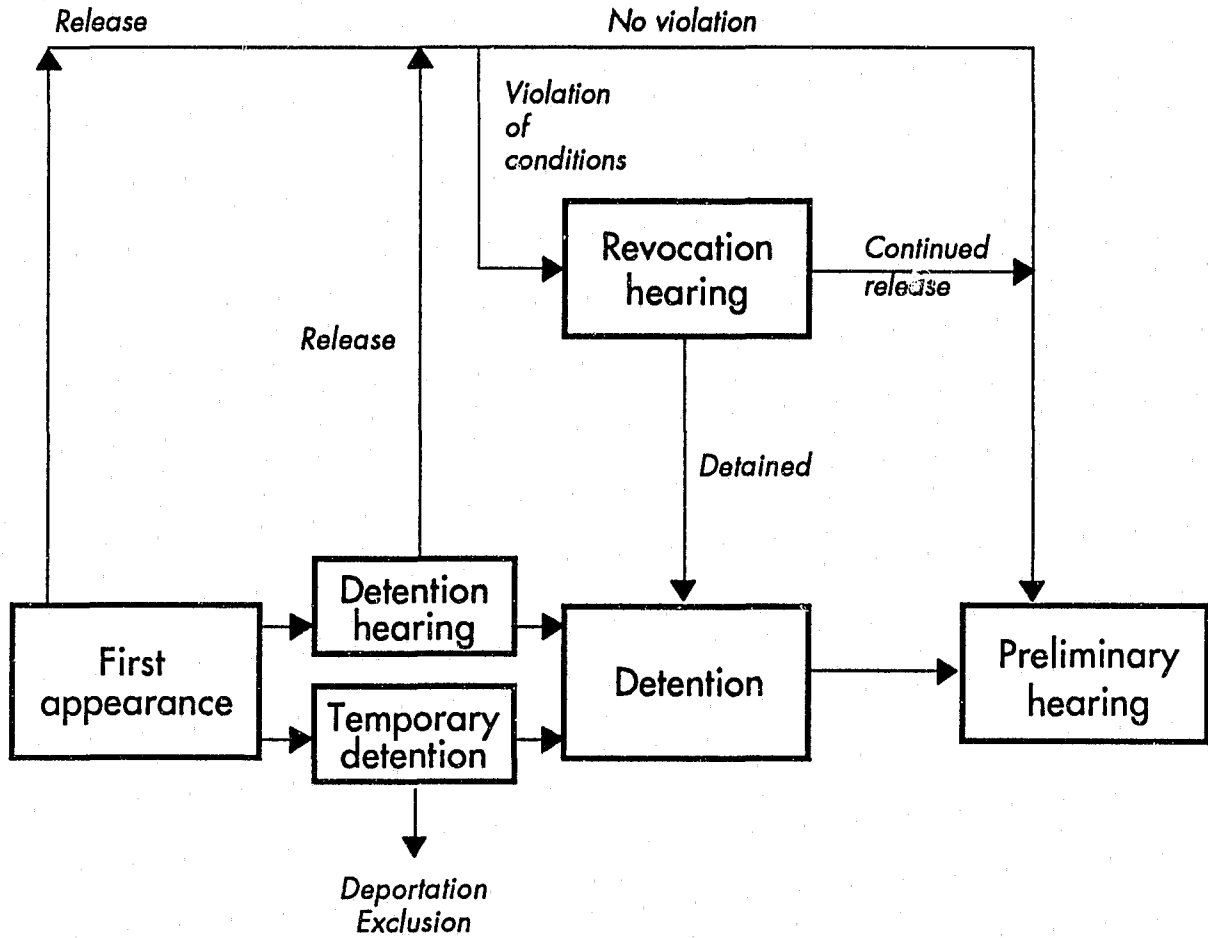 Release
No violation
Violation
of
conditions
Revocation
hearing
Continued
release
Release
Detained
Detention
hearing
First
appearance
Temporary
detention
Detention
Preliminary
hearing
Deportation
Exclusion